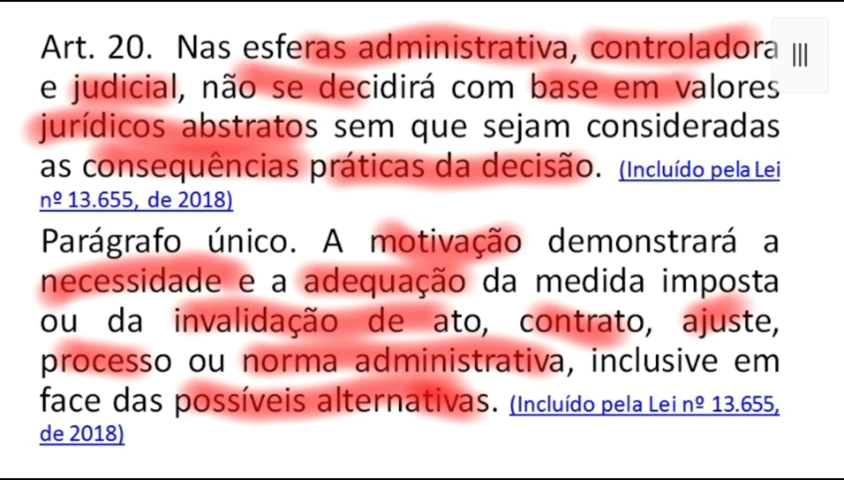 Art. 20. Nas esferas administrativa, controladora
e judicial, não se decidirá com base em valores
jurídicos abstratos sem que sejam consideradas
as consequências práticas da decisão. (Incluído pela Lei
nº 13.655, de 2018)
Parágrafo único. A motivação demonstrará a
necessidade e a adequação da medida imposta
ou da invalidação de ato, contrato, ajuste,
processo ou norma administrativa, inclusive em
face das possíveis alternativas. (Incluído pela Lei nº 13.655,
de 2018)